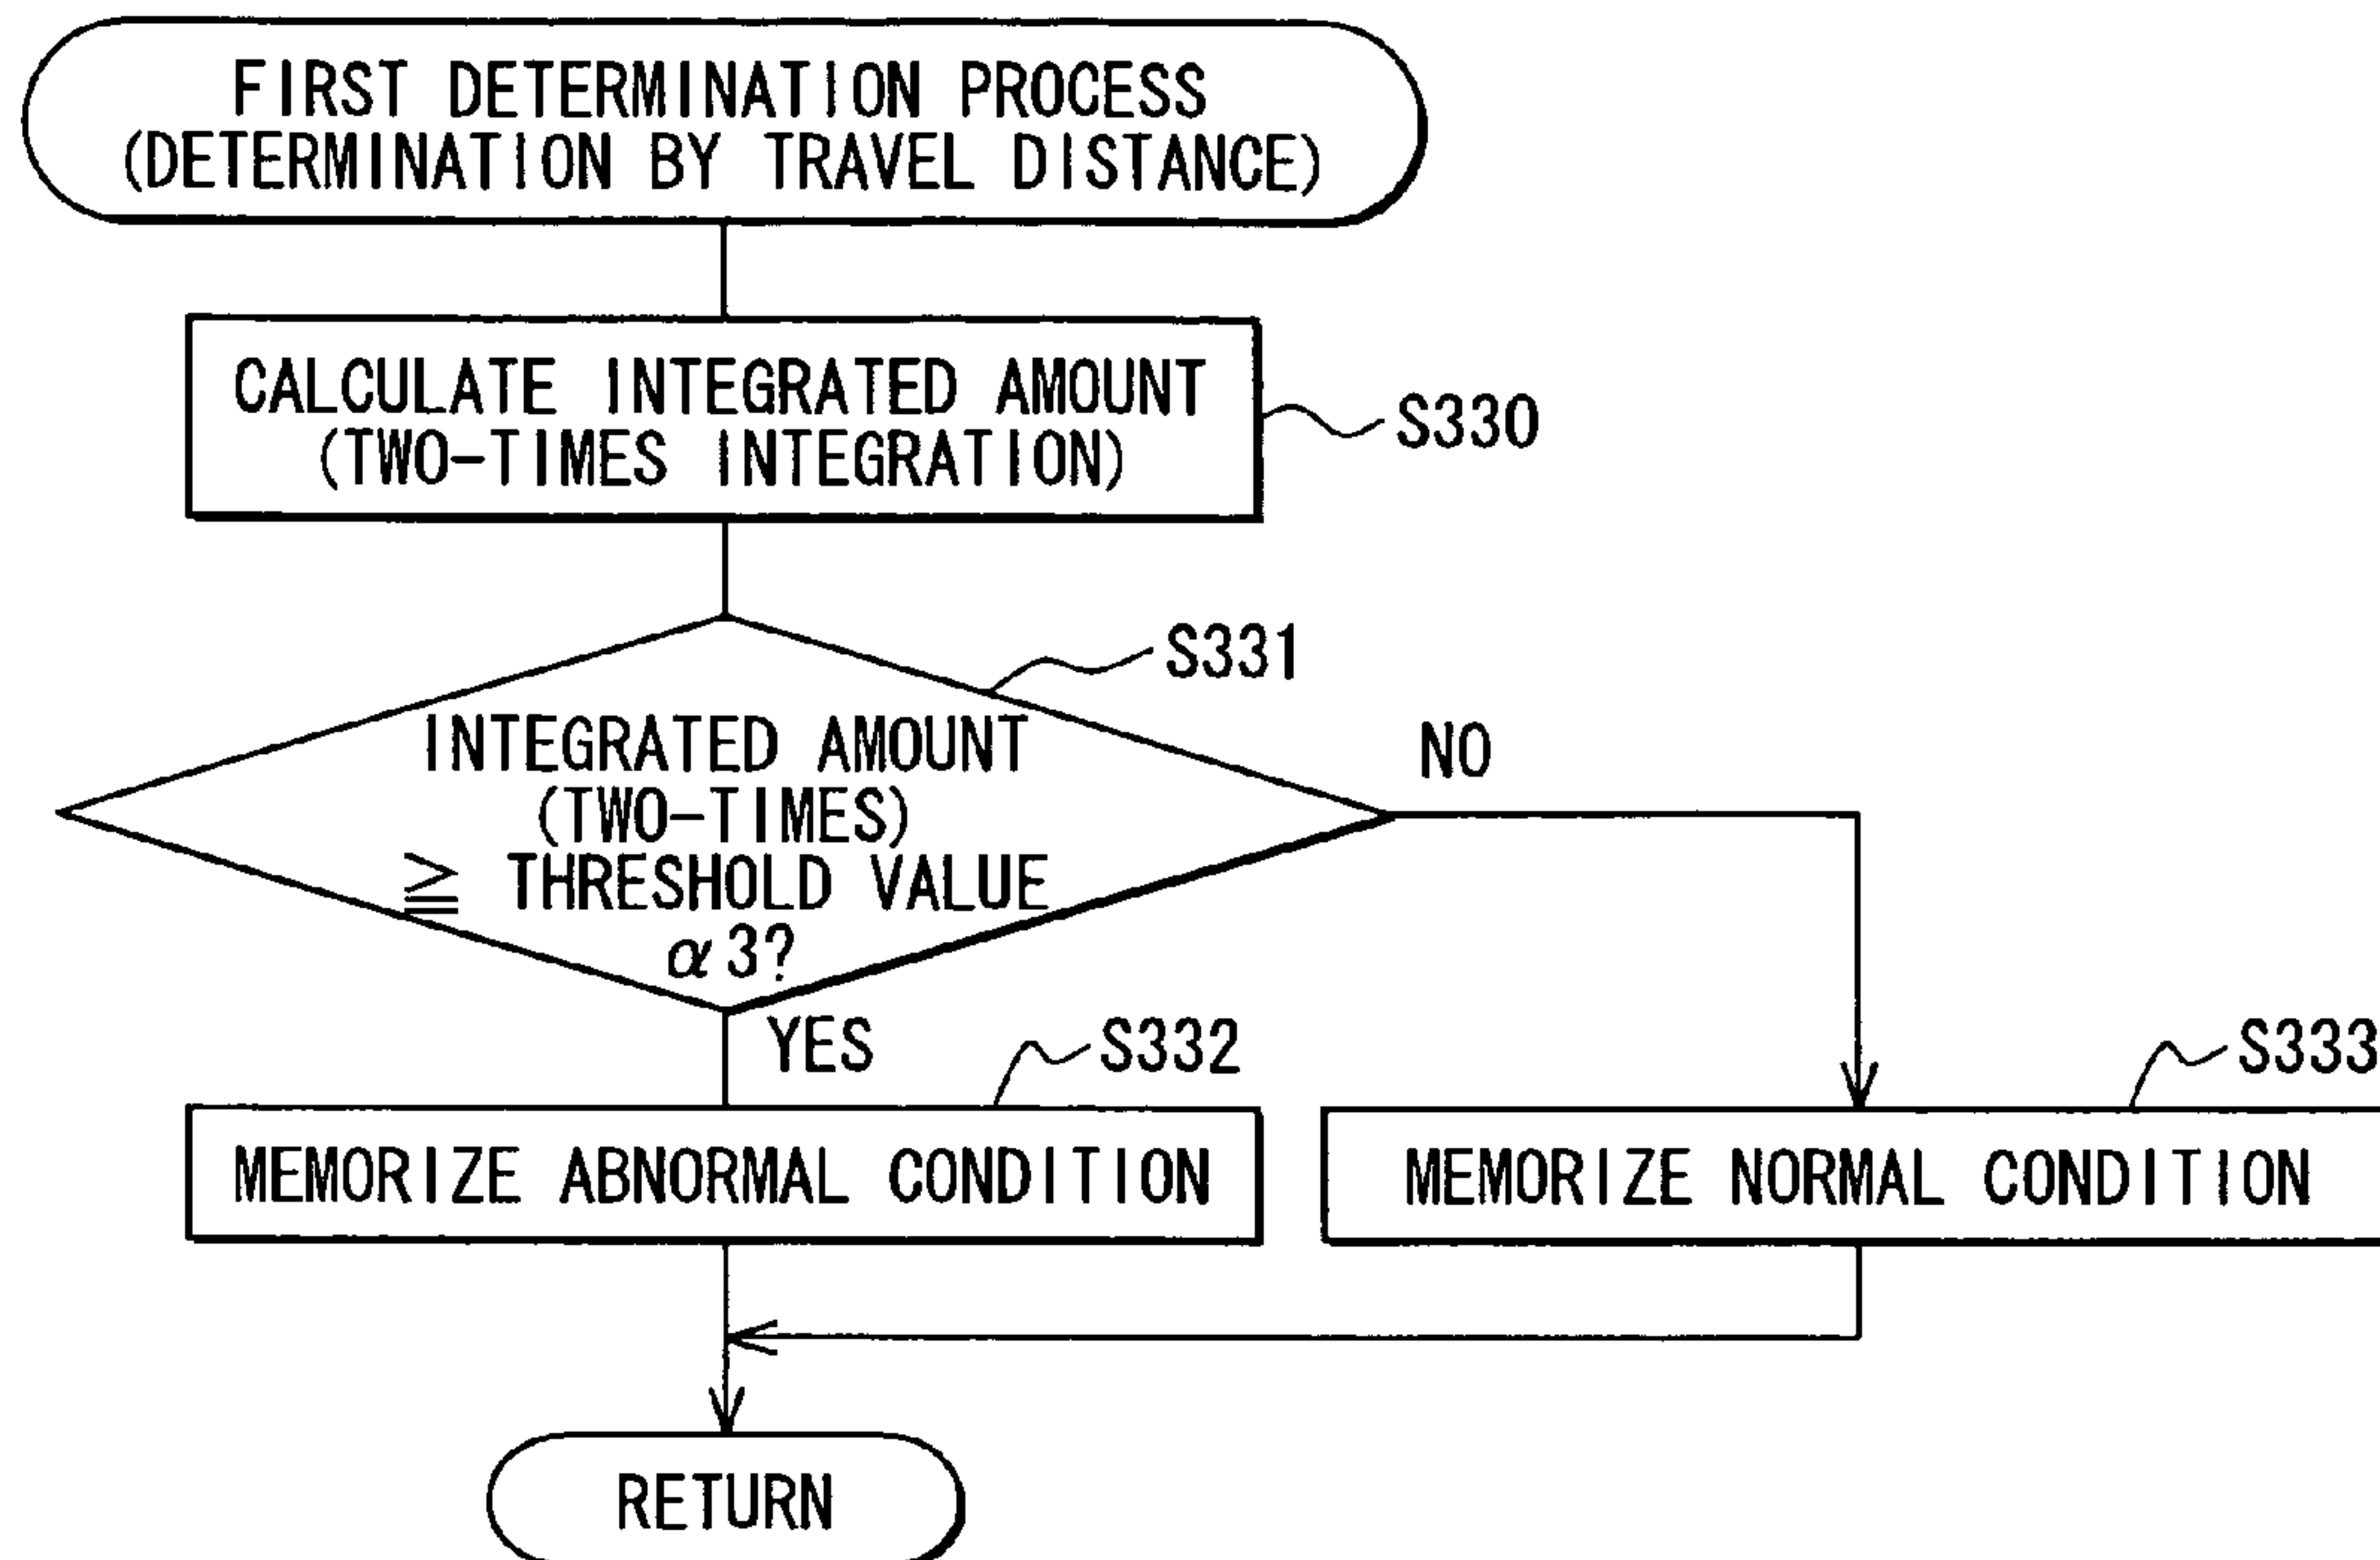 FIRST DETERMINATION PROCESS
(DETERMINATION BY TRAVEL DISTANCE)
CALCULATE INTEGRATED AMOUNT
(TWO-TIMES INTEGRATION)
S330
S331
INTEGRATED AMOUNT
(TWO-TIMES)
≧ THRESHOLD VALUE
α3?
NO
YES
S332
S333
MEMORIZE ABNORMAL CONDITION
MEMORIZE NORMAL CONDITION
RETURN